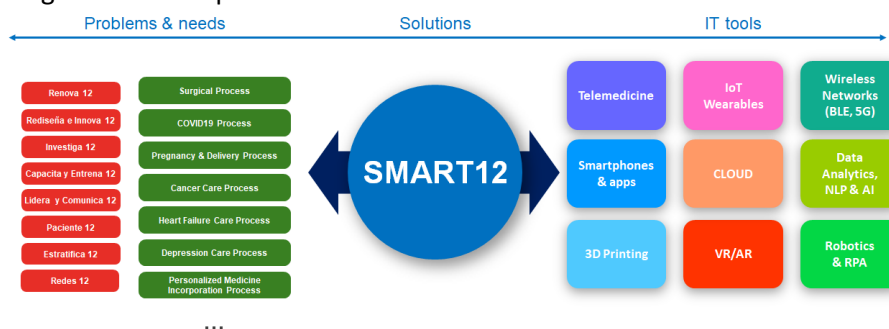 Problems & needs
Solutions
IT tools
Renova 12
Rediseña e Innova 12
Investiga 12
Capacita y Entrena 12
Lidera y Comunica 12
Paciente 12
Estratifica 12
Redes 12
Surgical Process
COVID19 Process
Pregnancy & Delivery Process
Cancer Care Process
Heart Failure Care Process
Depression Care Process
Personalized Medicine
Incorporation Process
...
SMART12
Telemedicine
IoT
Wearables
Wireless
Networks
(BLE, 5G)
Smartphones
& apps
CLOUD
Data
Analytics,
NLP & AI
3D Printing
VR/AR
Robotics
& RPA